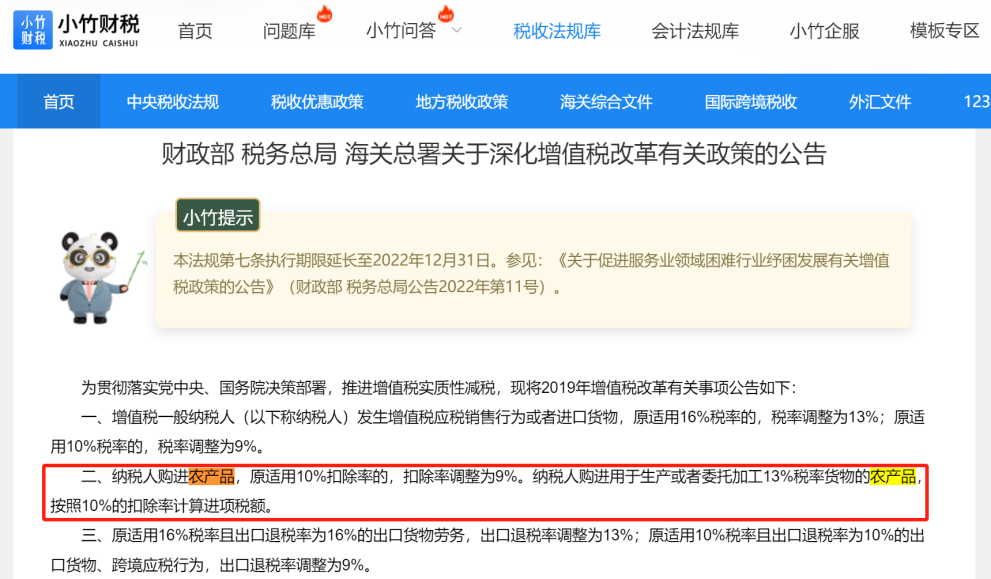 小竹财税
小竹财税
XIAOZHU CAISHUI
首页
问题库
HOT
小竹问答
HOT
税收法规库
会计法规库
小竹企服
模板专区
首页
中央税收法规
税收优惠政策
地方税收政策
海关综合文件
国际跨境税收
外汇文件
123
财政部 税务总局 海关总署关于深化增值税改革有关政策的公告
小竹提示
本法规第七条执行期限延长至2022年12月31日。参见：《关于促进服务业领域困难行业纾困发展有关增值
税政策的公告》（财政部 税务总局公告2022年第11号）。
为贯彻落实党中央、国务院决策部署，推进增值税实质性减税，现将2019年增值税改革有关事项公告如下：
一、增值税一般纳税人（以下称纳税人）发生增值税应税销售行为或者进口货物，原适用16%税率的，税率调整为13%；原适
用10%税率的，税率调整为9%。
二、纳税人购进农产品，原适用10%扣除率的，扣除率调整为9%。纳税人购进用于生产或者委托加工13%税率货物的农产品，
按照10%的扣除率计算进项税额。
三、原适用16%税率且出口退税率为16%的出口货物劳务，出口退税率调整为13%；原适用10%税率且出口退税率为10%的出
口货物、跨境应税行为，出口退税率调整为9%。